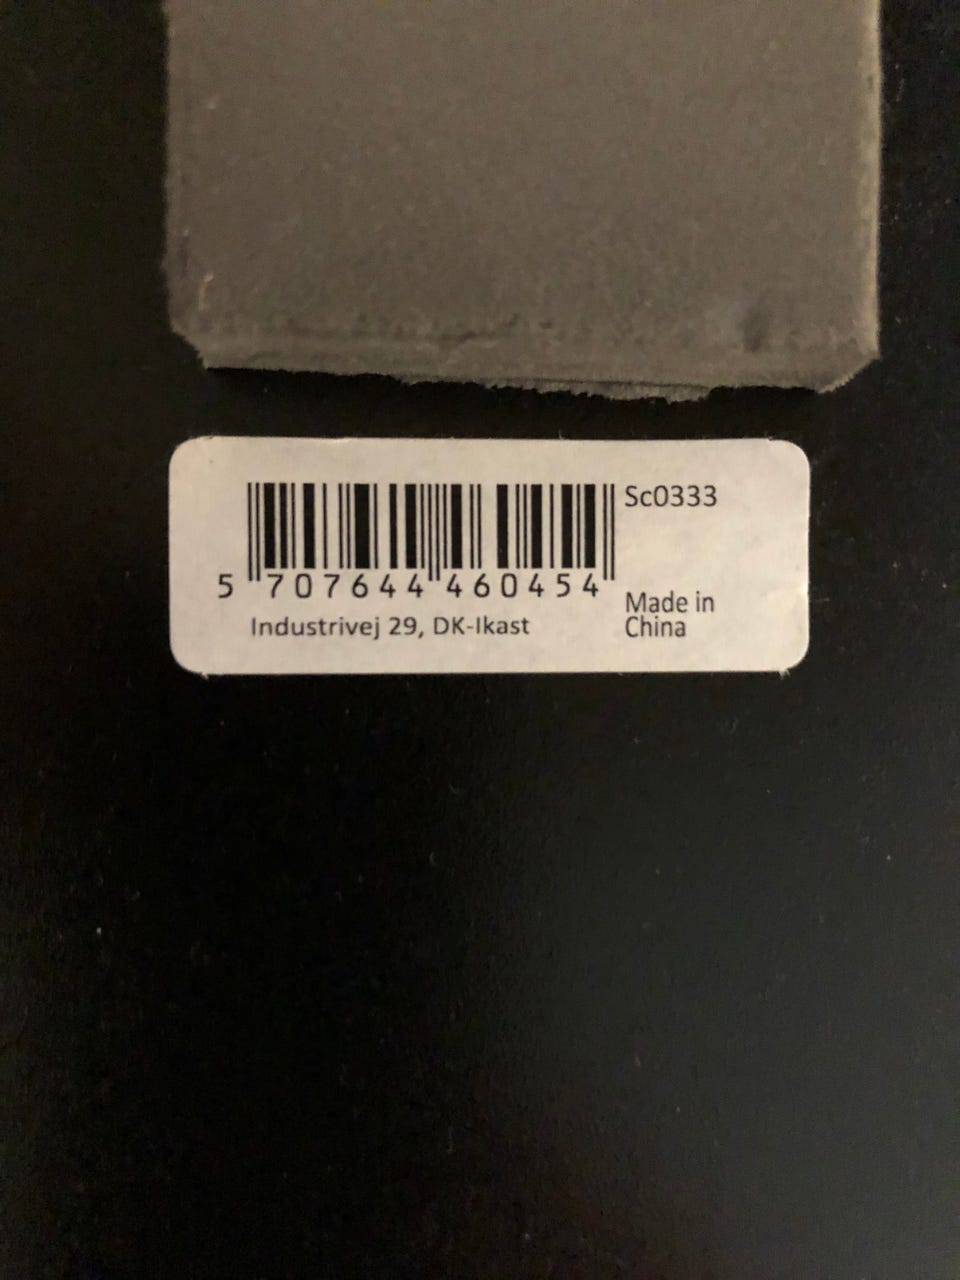 Sc0333
5 707644 460454
Industrivej 29, DK-Ikast
Made in
China